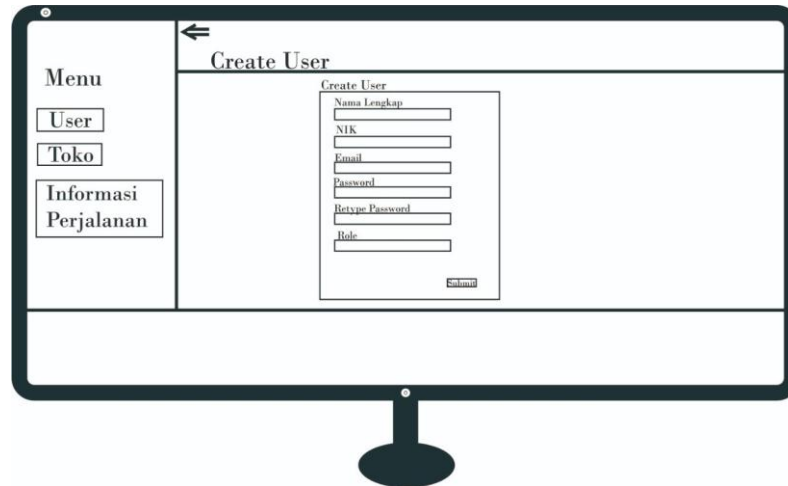 Create User
Menu
User
Toko
Informasi
Perjalanan
Create User
Nama Lengkap
NIK
Email
Password
Retype Password
Role
Submit